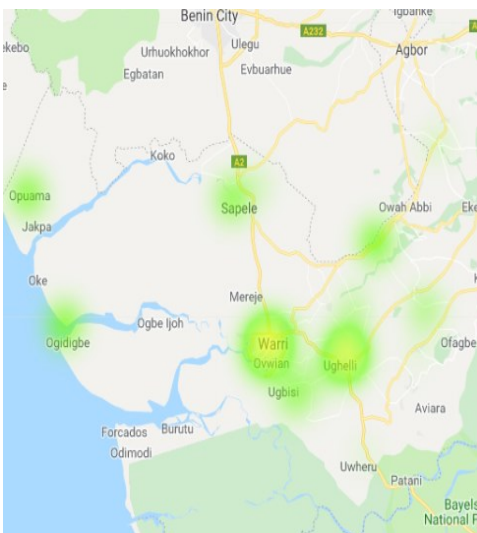 Benin City
Igbanke
ekebo
Urhuokhokhor
Ulegu
A232
Agbor
Egbatan
Evbuarhue
Koko
A2
Opuama
Sapele
Owah Abbi
Eke
Jakpa
Oke
Mereje
Ogbe Ijoh
Ogidigbe
Warri
Ovwian
Ughelli
Ofagbe
Ugbisi
Aviara
Forcados
Burutu
Odimodi
Uwheru
Patani
Bayels
National F